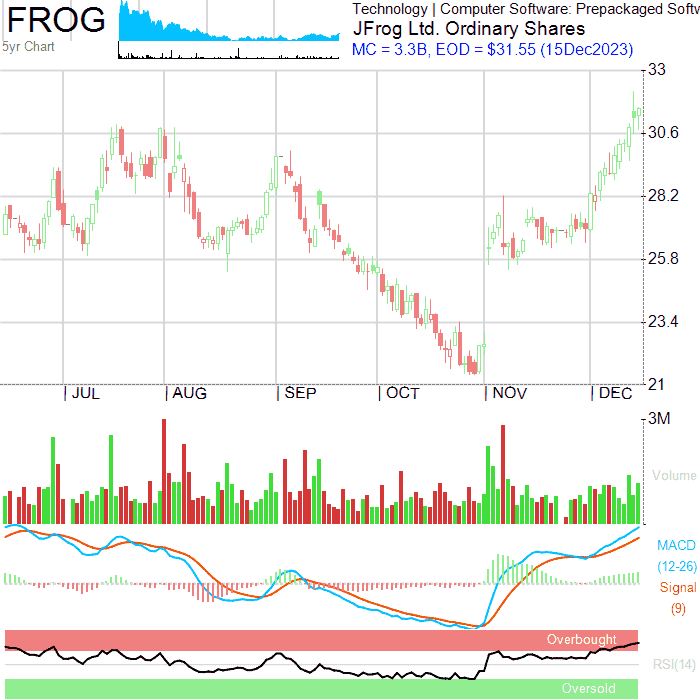 FROG
5yr Chart
Technology | Computer Software: Prepackaged Softw
JFrog Ltd. Ordinary Shares
MC = 3.3B, EOD = $31.55 (15Dec2023)
33
30.6
28.2
25.8
23.4
21
JUL
AUG
SEP
OCT
NOV
DEC
3M
Volume
MACD
(12-26)
Signal
(9)
Overbought
RSI(14)
Oversold